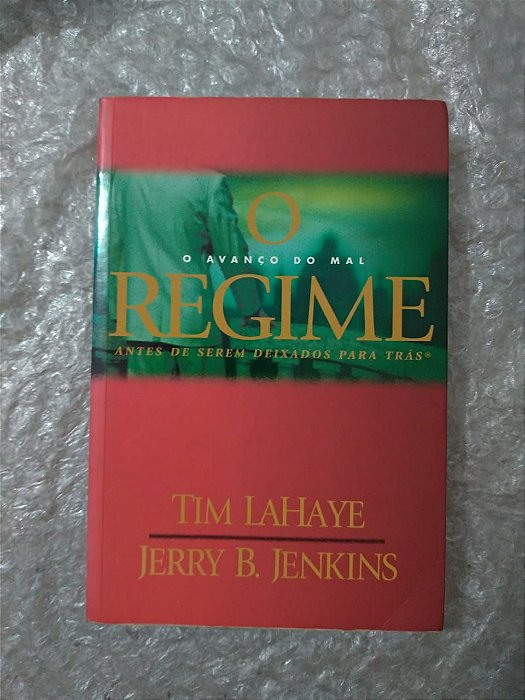 O
O AVANÇO DO MAL
REGIME
ANTES DE SEREM DEIXADOS PARA TRÁS®
TIM LAHAYE
JERRY B. JENKINS